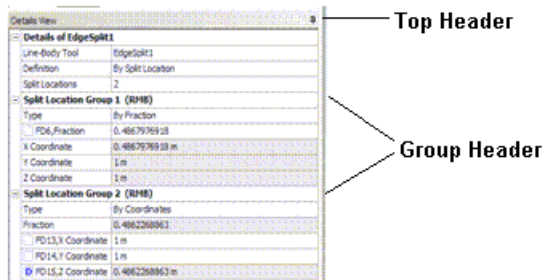 Details View
Top Header
Details of EdgeSplit1
Line-Body Tool EdgeSplit1
Definition By Split Location
Split Locations 2
Split Location Group 1 (RMB)
Type By Fraction
FD6,Fraction 0.4867976918
X Coordinate 0.4867976918 m
Y Coordinate 1 m
Group Header
Z Coordinate 1 m
Split Location Group 2 (RMB)
Type By Coordinates
Fraction 0.4862268863
FD13,X Coordinate 1 m
FD14,Y Coordinate 1 m
D FD15,Z Coordinate 0.4862268863 m